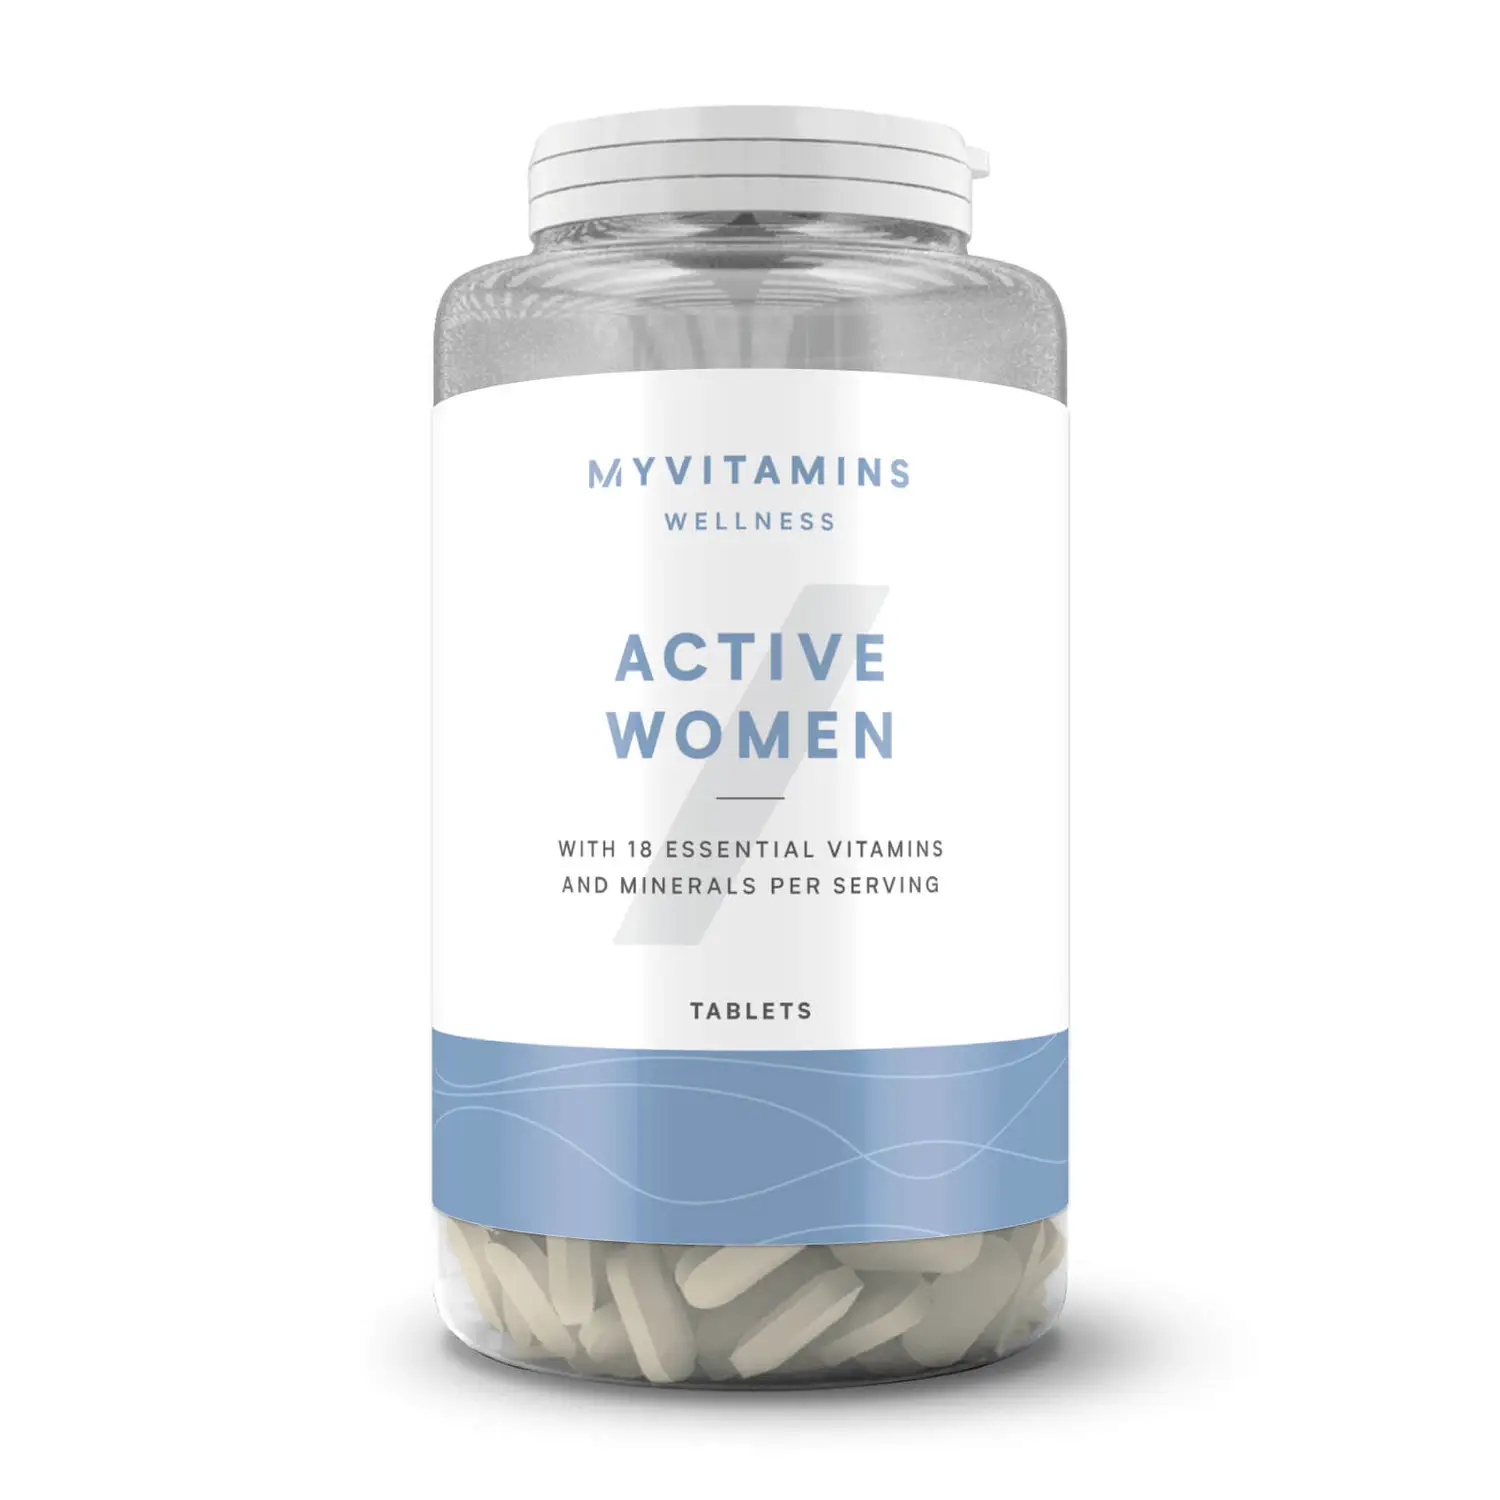 MYVITAMINS
WELLNESS
ACTIVE
WOMEN
WITH 18 ESSENTIAL VITAMINS
AND MINERALS PER SERVING
TABLETS